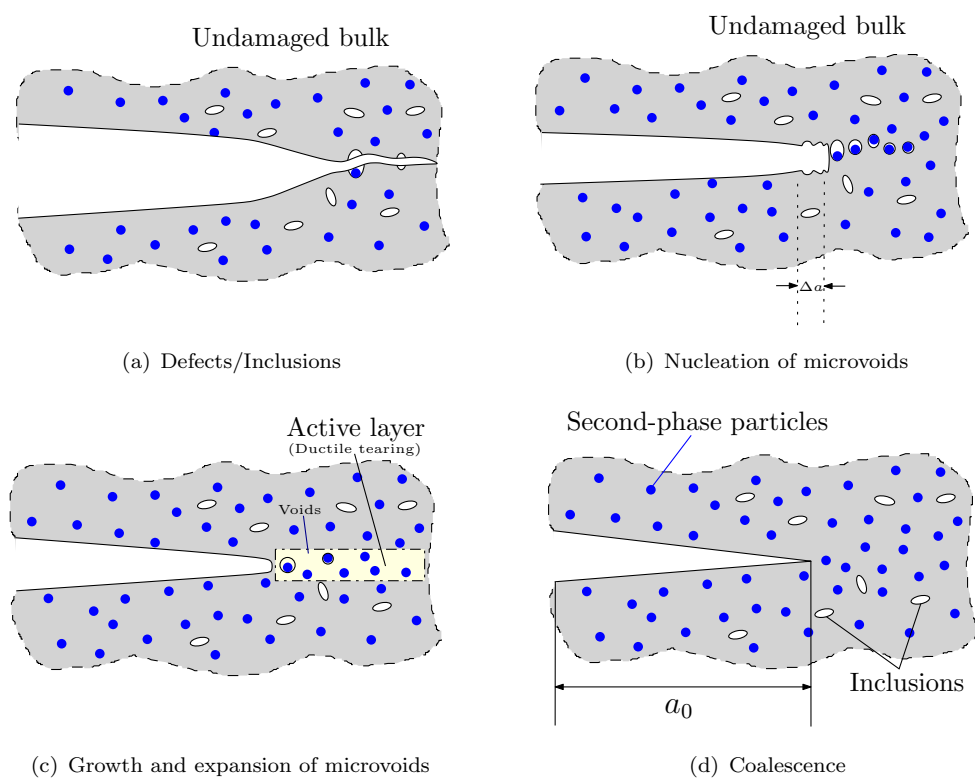 Undamaged bulk
Undamaged bulk
Δa
(a) Defects/Inclusions
(b) Nucleation of microvoids
Active layer
(Ductile tearing)
Voids
Second-phase particles
Inclusions
a₀
(c) Growth and expansion of microvoids
(d) Coalescence